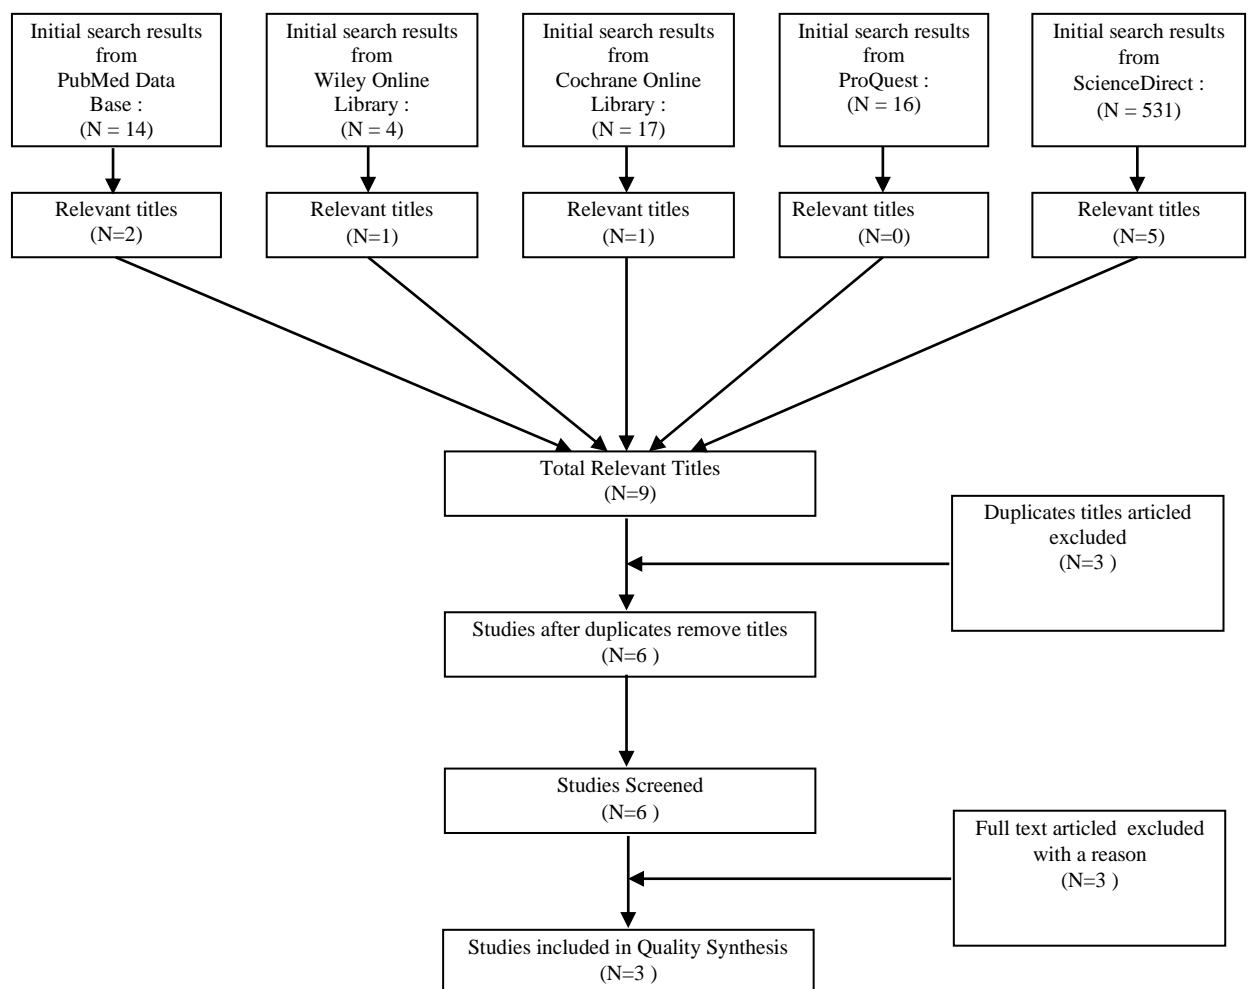 Initial search results
from
PubMed Data
Base :
(N = 14)
Initial search results
from
Wiley Online
Library :
(N = 4)
Initial search results
from
Cochrane Online
Library :
(N = 17)
Initial search results
from
ProQuest :
(N = 16)
Initial search results
from
ScienceDirect :
(N = 531)
Relevant titles
(N=2)
Relevant titles
(N=1)
Relevant titles
(N=1)
Relevant titles
(N=0)
Relevant titles
(N=5)
Total Relevant Titles
(N=9)
Duplicates titles articled
excluded
(N=3 )
Studies after duplicates remove titles
(N=6 )
Studies Screened
(N=6 )
Full text articled  excluded
with a reason
(N=3 )
Studies included in Quality Synthesis
(N=3 )